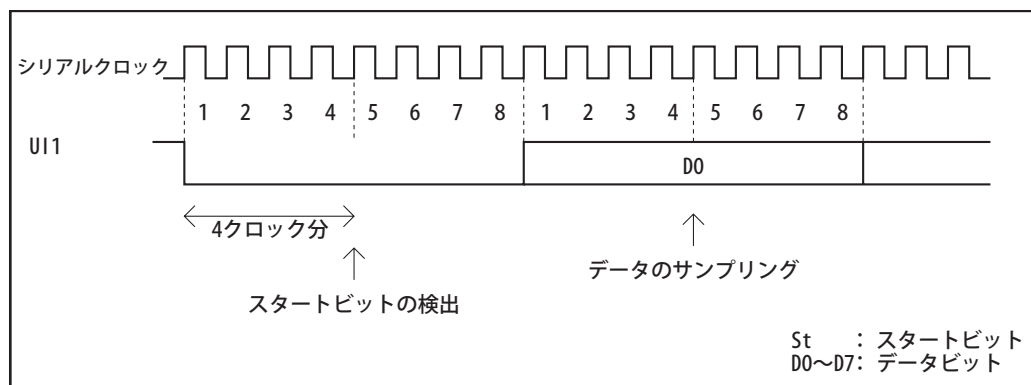 シリアルクロック
1 2 3 4 5 6 7 8 1 2 3 4 5 6 7 8
UI1
D0
4クロック分
データのサンプリング
スタートビットの検出
St : スタートビット
D0～D7: データビット